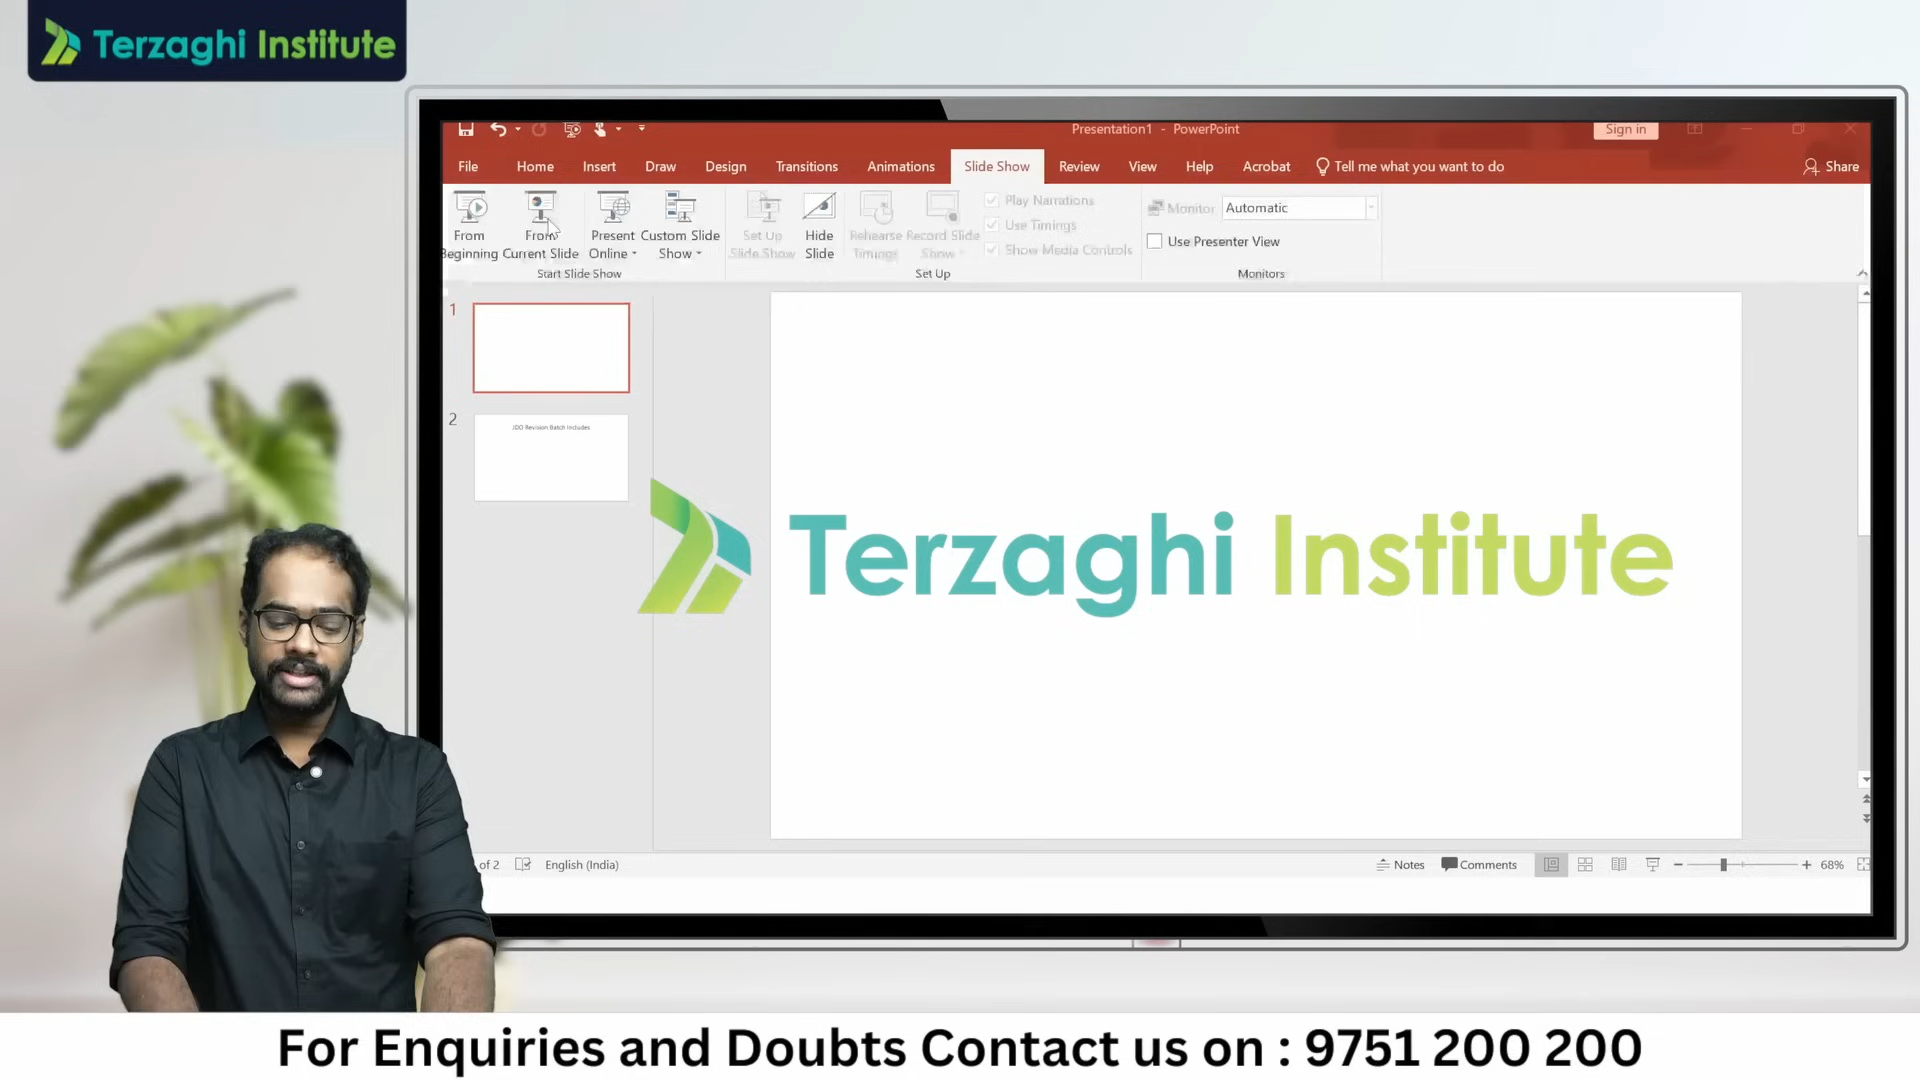 Terzaghi Institute
Presentation1 - PowerPoint
Sign in
File Home Insert Draw Design Transitions Animations Slide Show Review View Help Acrobat Tell me what you want to do Share
From Beginning
From Current Slide
Present Online
Custom Slide Show
Start Slide Show
Set Up Slide Show
Hide Slide
Rehearse Timings
Record Slide Show
Play Narrations
Use Timings
Show Media Controls
Set Up
Monitor Automatic
Use Presenter View
Monitors
1
2
JDO Revision Batch Includes
Terzaghi Institute
of 2 English (India) Notes Comments 68%
For Enquiries and Doubts Contact us on : 9751 200 200